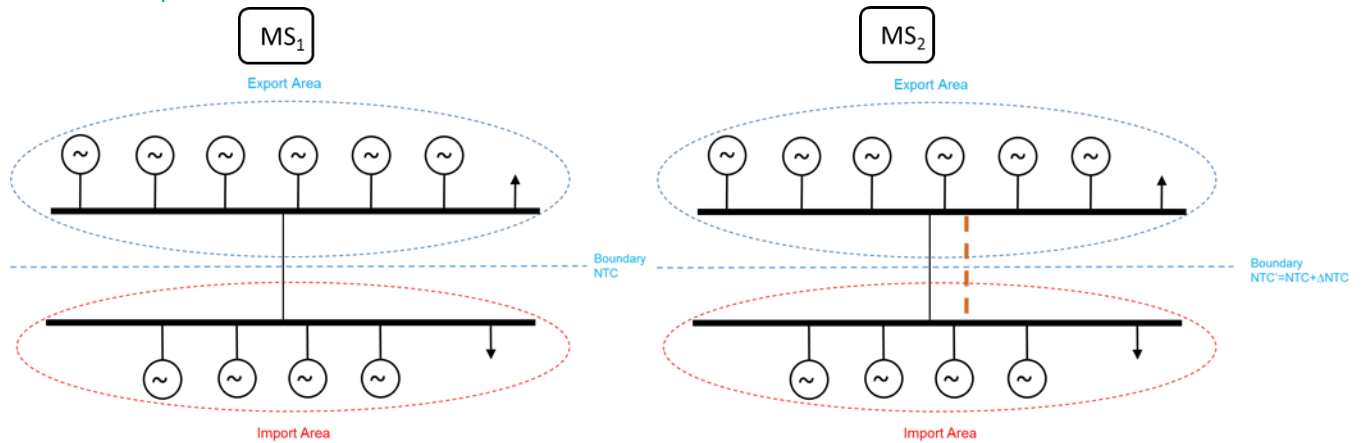 MS₁
MS₂
Export Area
Export Area
~ ~ ~ ~ ~ ~
~ ~ ~ ~ ~ ~
Boundary
NTC
Boundary
NTC'=NTC+ΔNTC
~ ~ ~ ~
~ ~ ~ ~
Import Area
Import Area